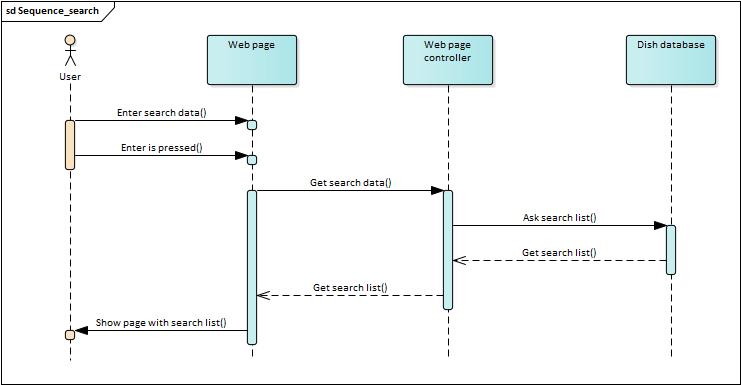 sd Sequence_search
User
Web page
Web page
controller
Dish database
Enter search data()
Enter is pressed()
Get search data()
Ask search list()
Get search list()
Get search list()
Show page with search list()